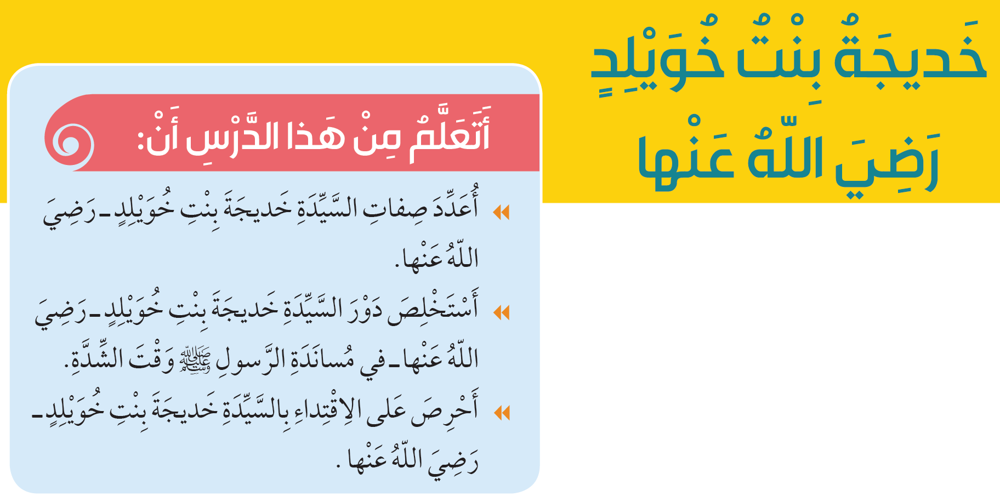 خَديجَةُ بِنْتُ خُوَيْلِدٍ
رَضِيَ اللّهُ عَنْها
أَتَعَلَّمُ مِنْ هَذا الدَّرْسِ أَنْ:
أُعَدِّدَ صِفاتِ السَّيِّدَةِ خَديجَةَ بِنْتِ خُوَيْلِدٍ ـ رَضِيَ
اللّهُ عَنْها.
أَسْتَخْلِصَ دَوْرَ السَّيِّدَةِ خَديجَةَ بِنْتِ خُوَيْلِدٍ ـ رَضِيَ
اللّهُ عَنْها ـ في مُسانَدَةِ الرَّسولِ ﷺ وَقْتَ الشِّدَّةِ.
أَحْرِصَ عَلى الِاقْتِداءِ بِالسَّيِّدَةِ خَديجَةَ بِنْتِ خُوَيْلِدٍ ـ
رَضِيَ اللّهُ عَنْها .